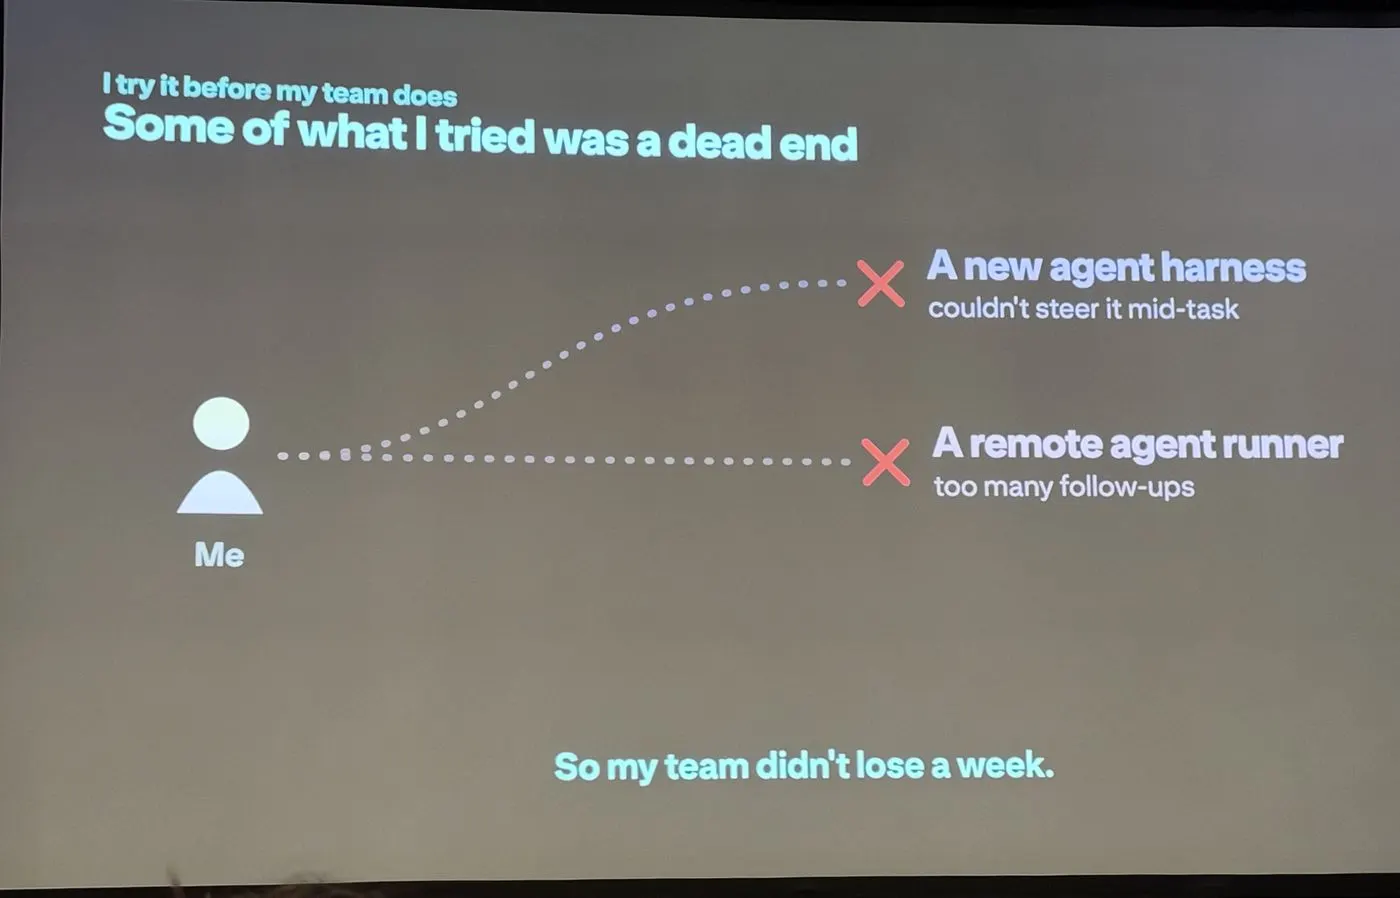 I try it before my team does
Some of what I tried was a dead end
A new agent harness
couldn't steer it mid-task
A remote agent runner
too many follow-ups
Me
So my team didn't lose a week.